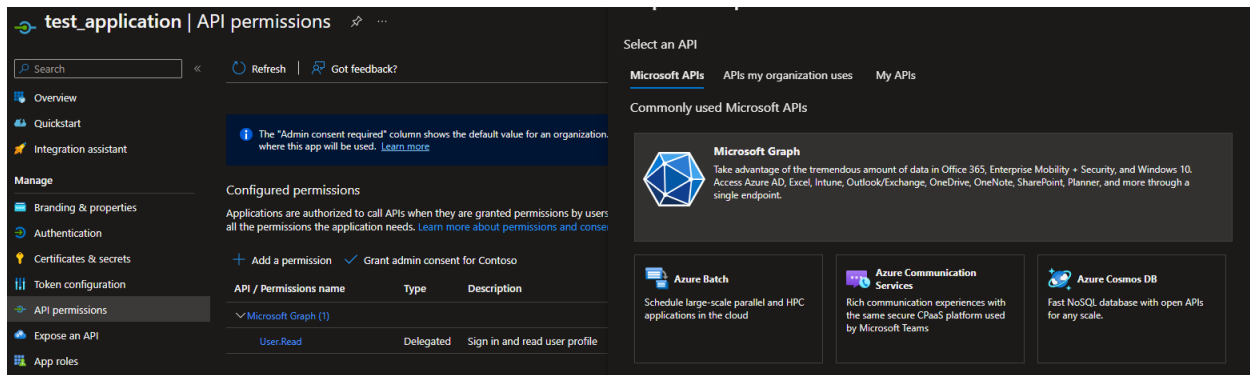 test_application | API permissions
Search
«
Refresh
Got feedback?
Overview
Quickstart
Integration assistant
Manage
Branding & properties
Authentication
Certificates & secrets
Token configuration
API permissions
Expose an API
App roles
The "Admin consent required" column shows the default value for an organization.
where this app will be used. Learn more
Configured permissions
Applications are authorized to call APIs when they are granted permissions by users
all the permissions the application needs. Learn more about permissions and conse
Add a permission
Grant admin consent for Contoso
API / Permissions name Type Description
Microsoft Graph (1)
User.Read Delegated Sign in and read user profile
Select an API
Microsoft APIs APIs my organization uses My APIs
Commonly used Microsoft APIs
Microsoft Graph
Take advantage of the tremendous amount of data in Office 365, Enterprise Mobility + Security, and Windows 10.
Access Azure AD, Excel, Intune, Outlook/Exchange, OneDrive, OneNote, SharePoint, Planner, and more through a
single endpoint.
Azure Batch
Schedule large-scale parallel and HPC
applications in the cloud
Azure Communication
Services
Rich communication experiences with
the same secure CPaaS platform used
by Microsoft Teams
Azure Cosmos DB
Fast NoSQL database with open APIs
for any scale.